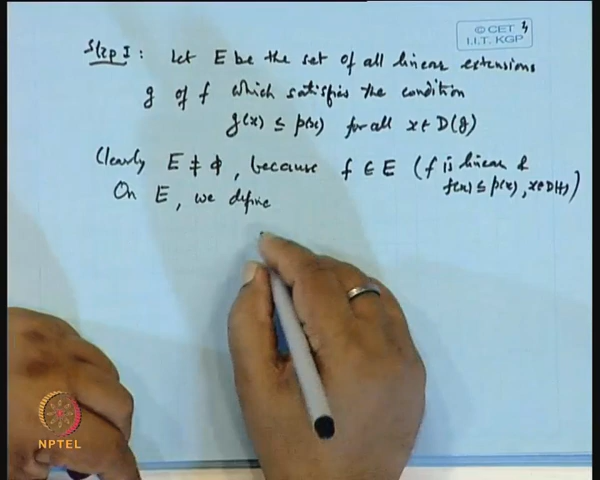 © CET
I.I.T. KGP
3
Step I : Let E be the set of all linear extensions
g of f which satisfies the condition
g(x) ≤ p(x) for all x ∈ D(g)
Clearly E ≠ φ, because f ∈ E (f is linear &
f(x) ≤ p(x), x ∈ D(f))
On E, we define
NPTEL